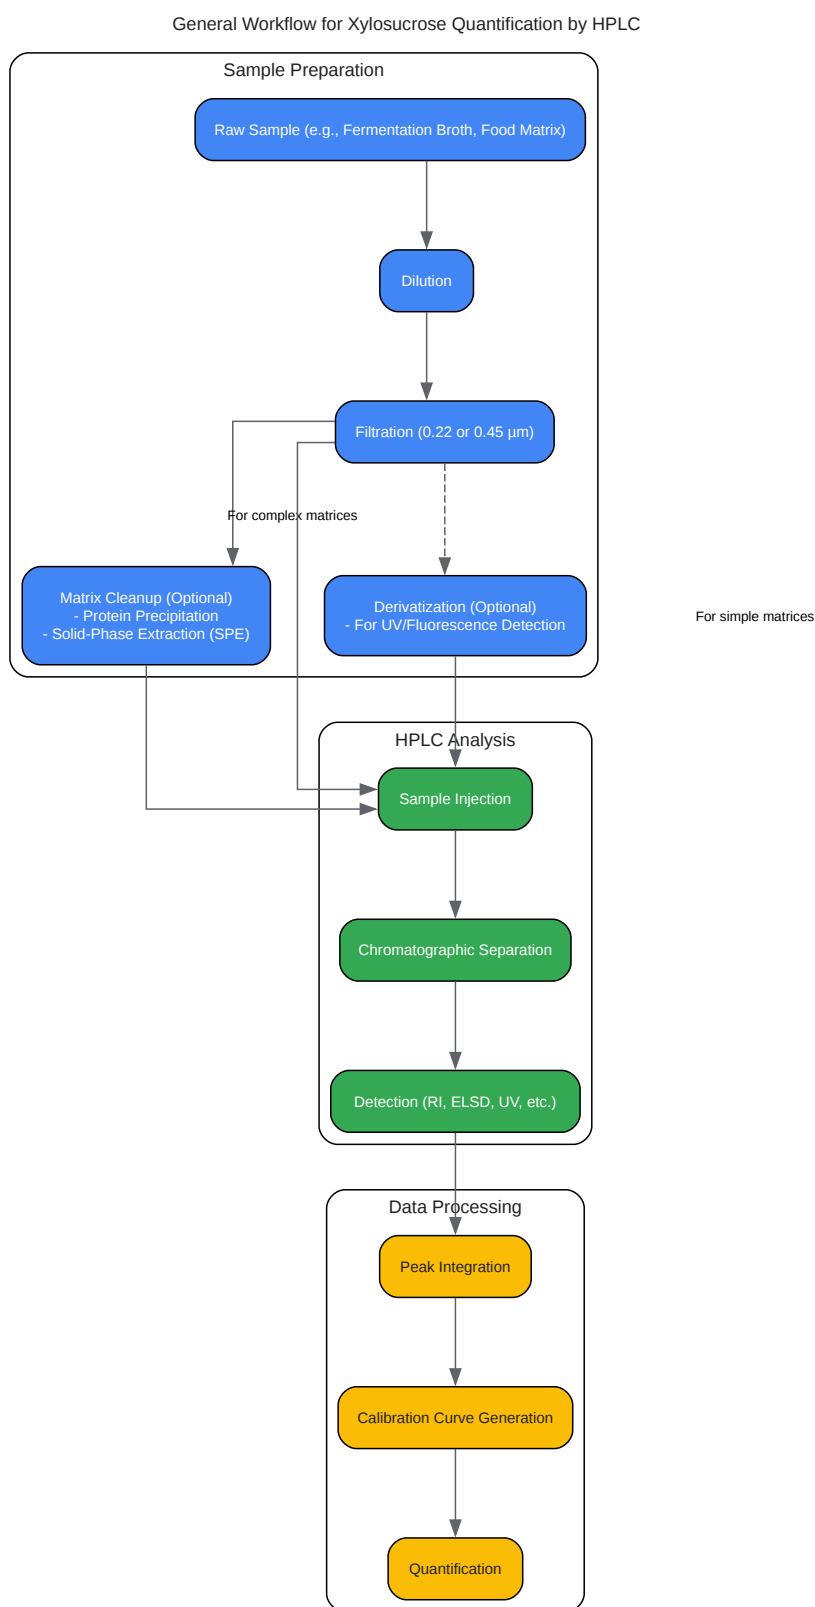 General Workflow for Xylosucrose Quantification by HPLC
Sample Preparation
Raw Sample (e.g., Fermentation Broth, Food Matrix)
Dilution
Filtration (0.22 or 0.45 µm)
For complex matrices
Matrix Cleanup (Optional)
- Protein Precipitation
- Solid-Phase Extraction (SPE)
Derivatization (Optional)
- For UV/Fluorescence Detection
For simple matrices
HPLC Analysis
Sample Injection
Chromatographic Separation
Detection (RI, ELSD, UV, etc.)
Data Processing
Peak Integration
Calibration Curve Generation
Quantification